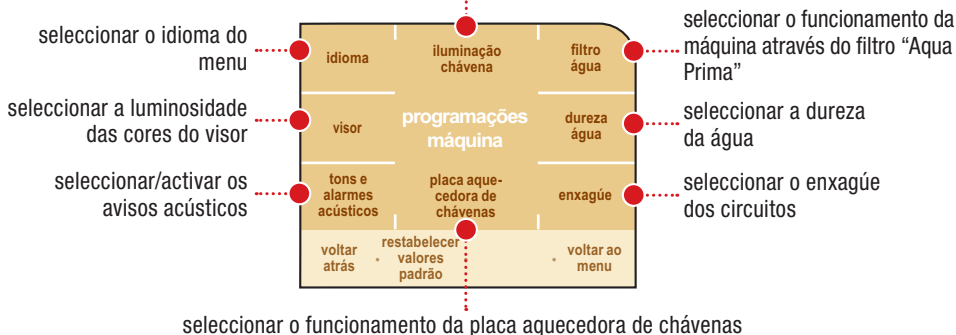 seleccionar o idioma do
menu
seleccionar a luminosidade
das cores do visor
seleccionar/activar os
avisos acústicos
idioma
iluminação
chávena
filtro
água
visor
programações
máquina
dureza
água
tons e
alarmes
acústicos
placa aque-
cedora de
chávenas
enxagúe
voltar
atrás
restabelecer
valores
padrão
voltar ao
menu
seleccionar o funcionamento da
máquina através do filtro “Aqua
Prima”
seleccionar a dureza
da água
seleccionar o enxagúe
dos circuitos
seleccionar o funcionamento da placa aquecedora de chávenas